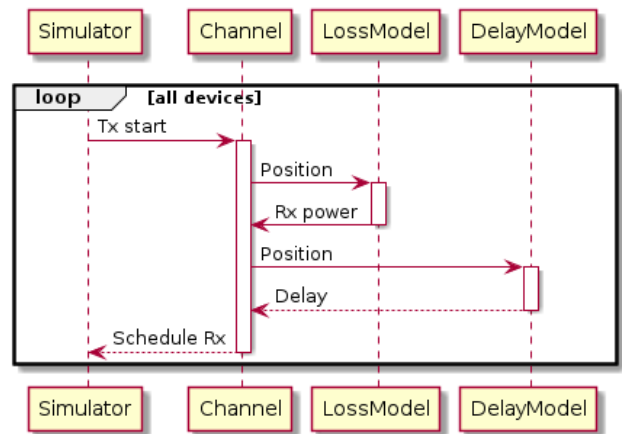 Simulator Channel LossModel DelayModel
loop [all devices]
Tx start
Position
Rx power
Position
Delay
Schedule Rx
Simulator Channel LossModel DelayModel